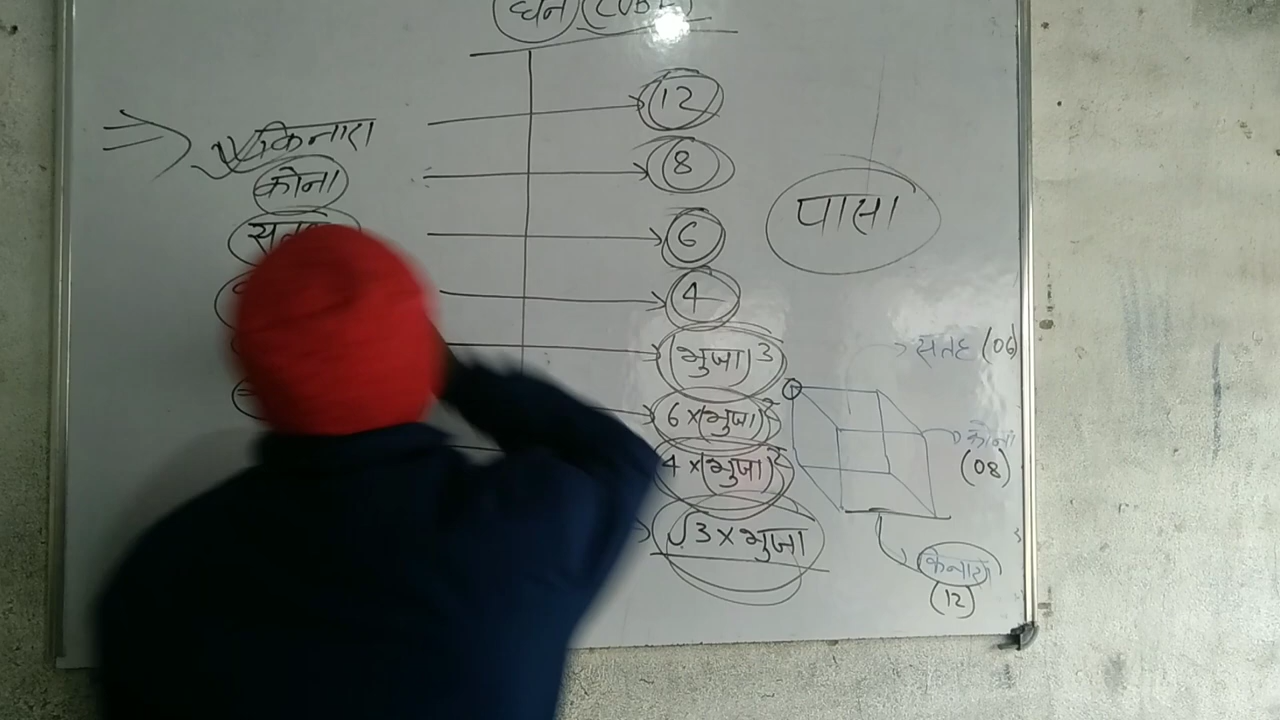 घन (CUBE)
किनारा → 12
कोना → 8
→ 6
→ 4
→ (भुजा)³
→ 6 × (भुजा)²
4 × (भुजा)²
√3 × भुजा
पासा
सतह (06)
कोना
(08)
किनारा
(12)